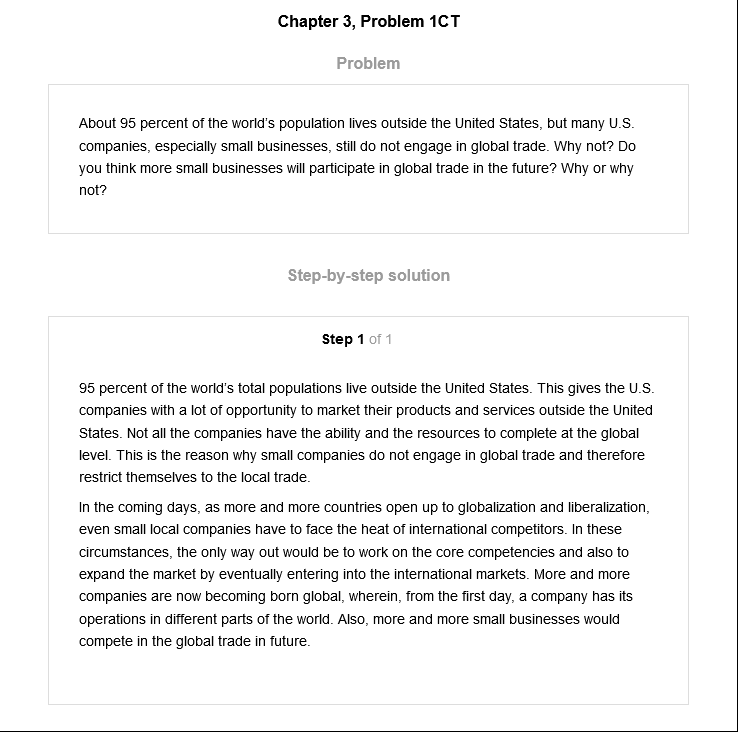 Chapter 3, Problem 1CT
Problem
About 95 percent of the world's population lives outside the United States, but many U.S.
companies, especially small businesses, still do not engage in global trade. Why not? Do
you think more small businesses will participate in global trade in the future? Why or why
not?
Step-by-step solution
Step 1 of 1
95 percent of the world's total populations live outside the United States. This gives the U.S.
companies with a lot of opportunity to market their products and services outside the United
States. Not all the companies have the ability and the resources to complete at the global
level. This is the reason why small companies do not engage in global trade and therefore
restrict themselves to the local trade.
In the coming days, as more and more countries open up to globalization and liberalization,
even small local companies have to face the heat of international competitors. In these
circumstances, the only way out would be to work on the core competencies and also to
expand the market by eventually entering into the international markets. More and more
companies are now becoming born global, wherein, from the first day, a company has its
operations in different parts of the world. Also, more and more small businesses would
compete in the global trade in future.